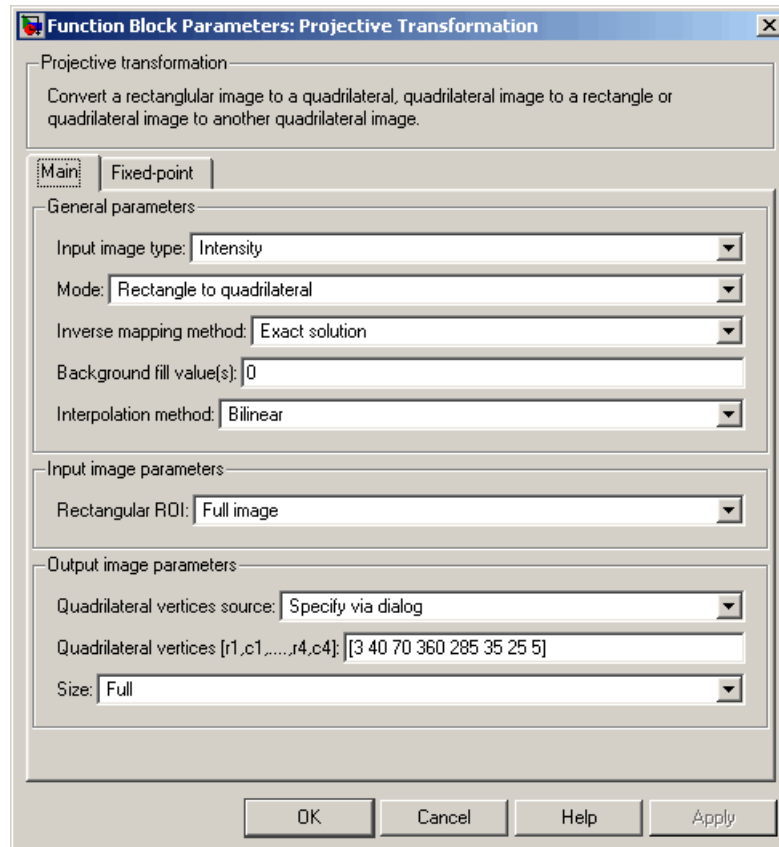 Function Block Parameters: Projective Transformation
Projective transformation
Convert a rectanglular image to a quadrilateral, quadrilateral image to a rectangle or
quadrilateral image to another quadrilateral image.
Main Fixed-point
General parameters
Input image type: Intensity
Mode: Rectangle to quadrilateral
Inverse mapping method: Exact solution
Background fill value(s): 0
Interpolation method: Bilinear
Input image parameters
Rectangular ROI: Full image
Output image parameters
Quadrilateral vertices source: Specify via dialog
Quadrilateral vertices [r1,c1,....,r4,c4]: [3 40 70 360 285 35 25 5]
Size: Full
OK Cancel Help Apply